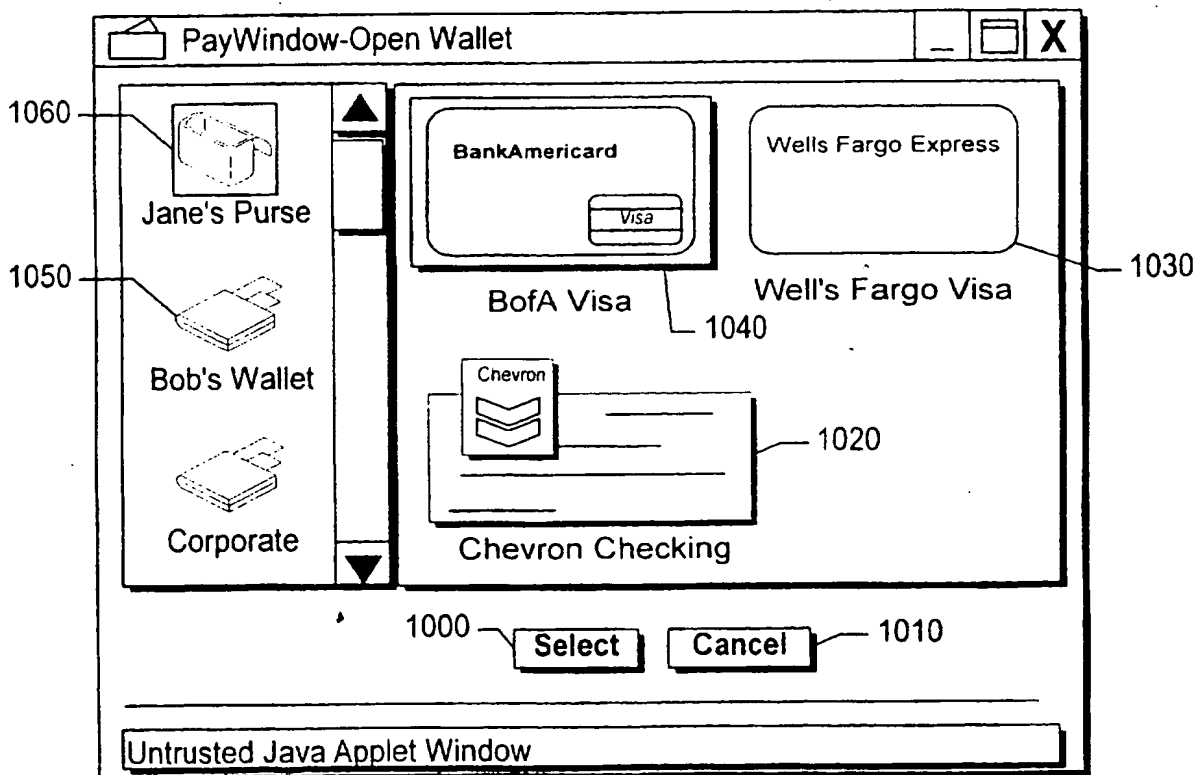 PayWindow-Open Wallet
X
1060
Jane's Purse
1050
Bob's Wallet
Corporate
BankAmericard
Visa
BofA Visa
1040
Wells Fargo Express
Well's Fargo Visa
1030
Chevron
1020
Chevron Checking
1000
Select
Cancel
1010
Untrusted Java Applet Window